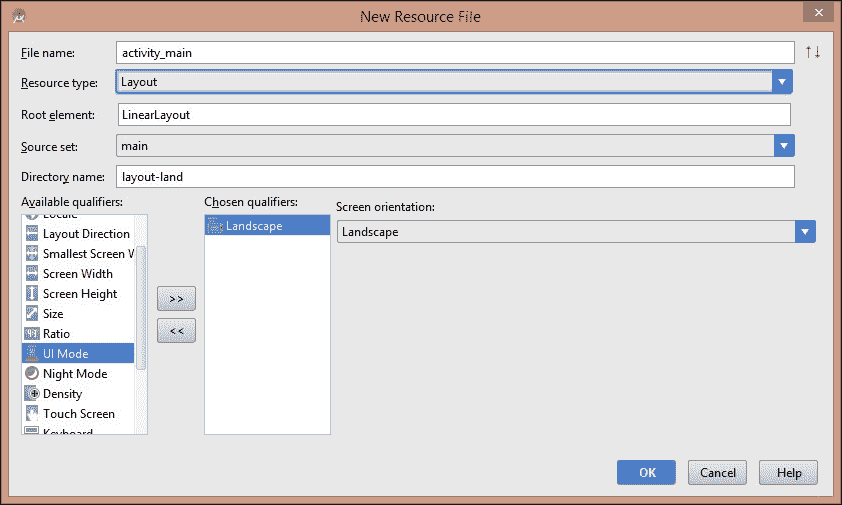 New Resource File
File name: activity_main
Resource type: Layout
Root element: LinearLayout
Source set: main
Directory name: layout-land
Available qualifiers:
Chosen qualifiers:
Screen orientation:
Locale
Layout Direction
Smallest Screen W
Screen Width
Screen Height
Size
Ratio
UI Mode
Night Mode
Density
Touch Screen
Keyboard
>>
<<
Landscape
Landscape
OK
Cancel
Help